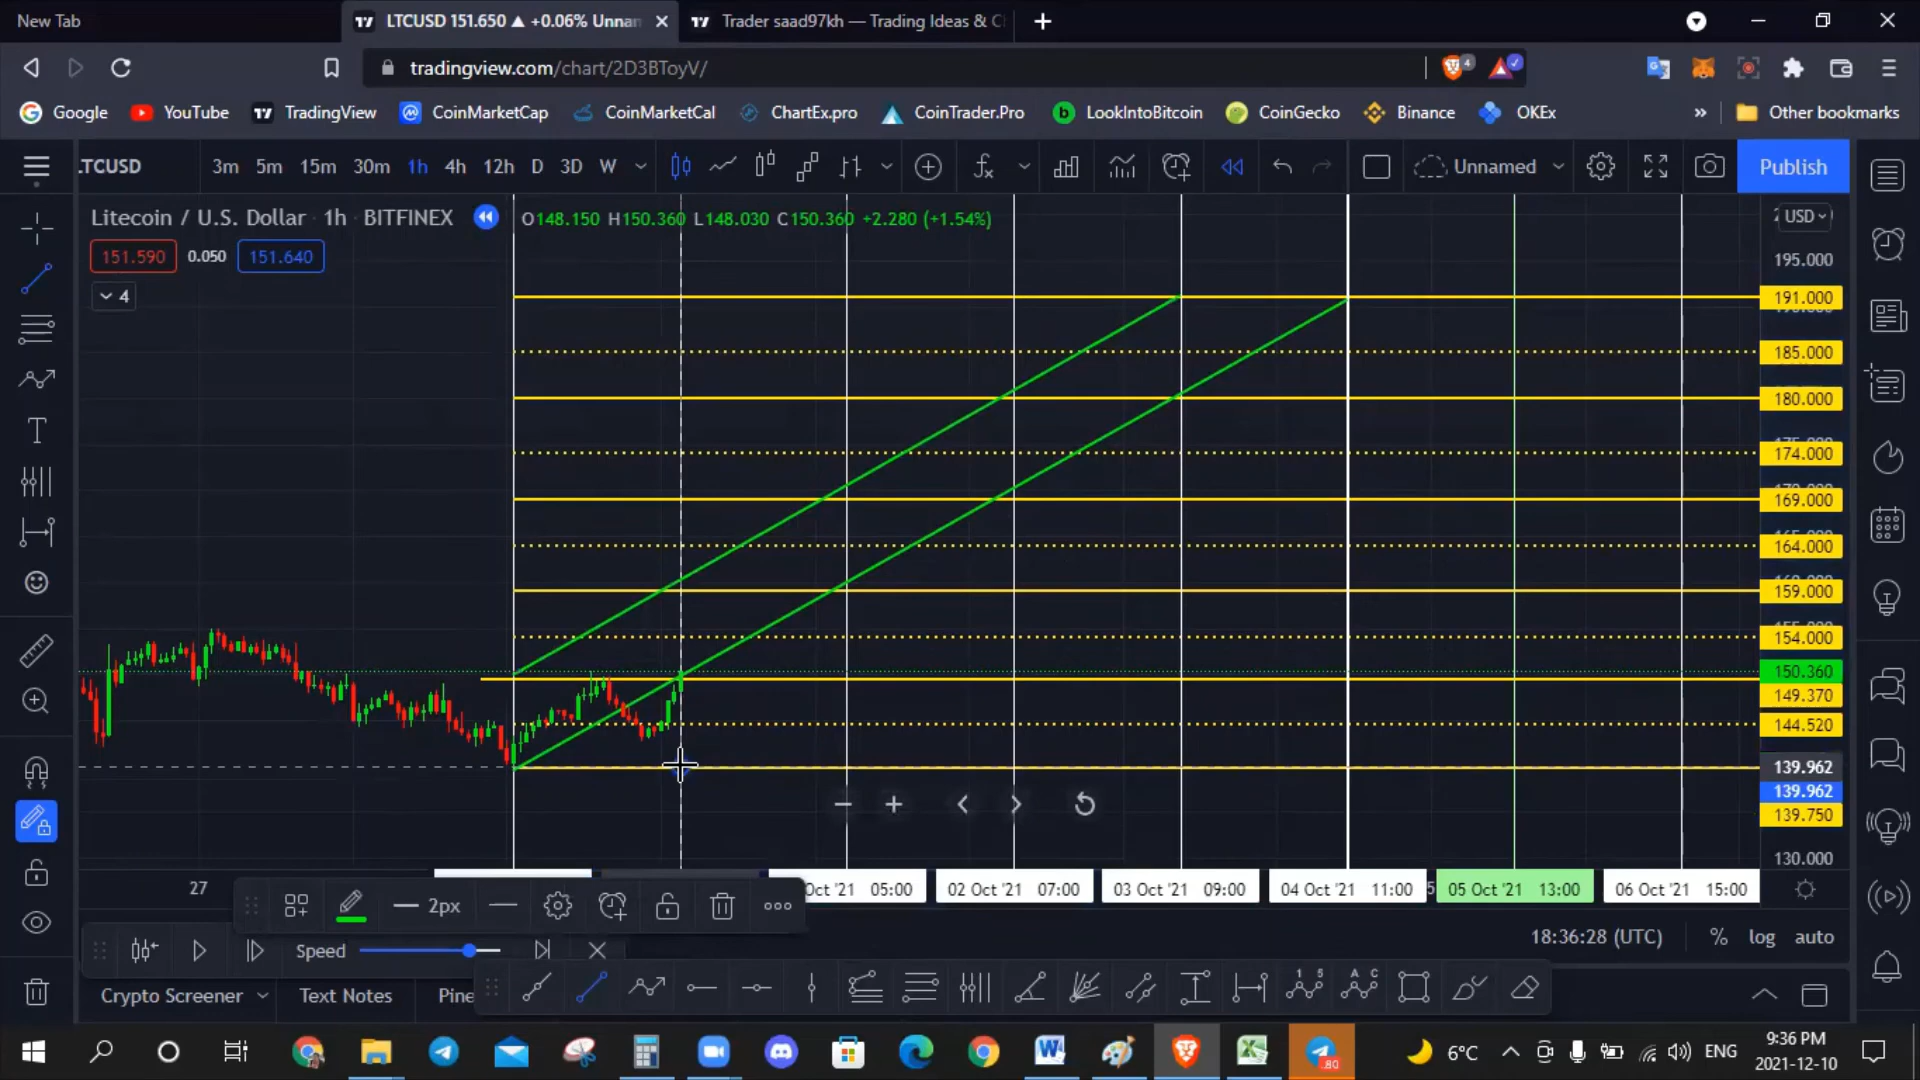 New Tab
LTCUSD 151.650 ▲ +0.06% Unnan
Trader saad97kh — Trading Ideas & C
tradingview.com/chart/2D3BToyV/
4
Google YouTube TradingView CoinMarketCap CoinMarketCal ChartEx.pro CoinTrader.Pro LookIntoBitcoin CoinGecko Binance OKEx » Other bookmarks
LTCUSD 3m 5m 15m 30m 1h 4h 12h D 3D W Unnamed Publish
Litecoin / U.S. Dollar · 1h · BITFINEX O148.150 H150.360 L148.030 C150.360 +2.280 (+1.54%)
USD
151.590 0.050 151.640
195.000
4
191.000
185.000
180.000
174.000
169.000
164.000
159.000
154.000
150.360
149.370
144.520
139.962
139.962
139.750
130.000
27
Oct '21 05:00
02 Oct '21 07:00
03 Oct '21 09:00
04 Oct '21 11:00
5
05 Oct '21 13:00
06 Oct '21 15:00
2px
Speed
18:36:28 (UTC) % log auto
Crypto Screener Text Notes Pine
1 5
A C
80
6°C
ENG
9:36 PM
2021-12-10